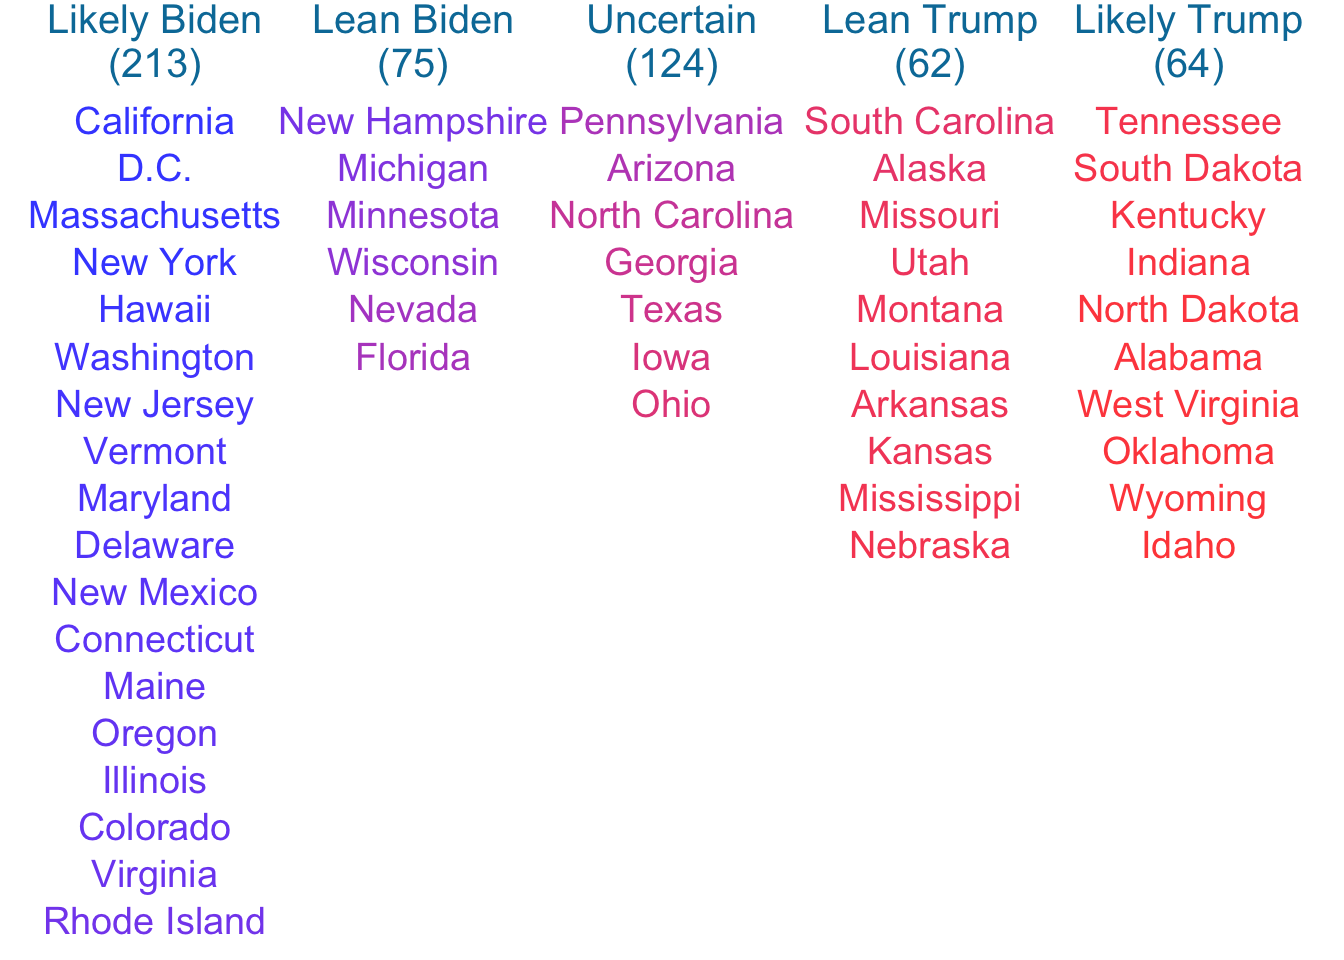 Likely Biden Lean Biden Uncertain Lean Trump Likely Trump
(213) (75) (124) (62) (64)
California New Hampshire Pennsylvania South Carolina Tennessee
D.C. Michigan Arizona Alaska South Dakota
Massachusetts Minnesota North Carolina Missouri Kentucky
New York Wisconsin Georgia Utah Indiana
Hawaii Nevada Texas Montana North Dakota
Washington Florida Iowa Louisiana Alabama
New Jersey Ohio Arkansas West Virginia
Vermont Kansas Oklahoma
Maryland Mississippi Wyoming
Delaware Nebraska Idaho
New Mexico
Connecticut
Maine
Oregon
Illinois
Colorado
Virginia
Rhode Island